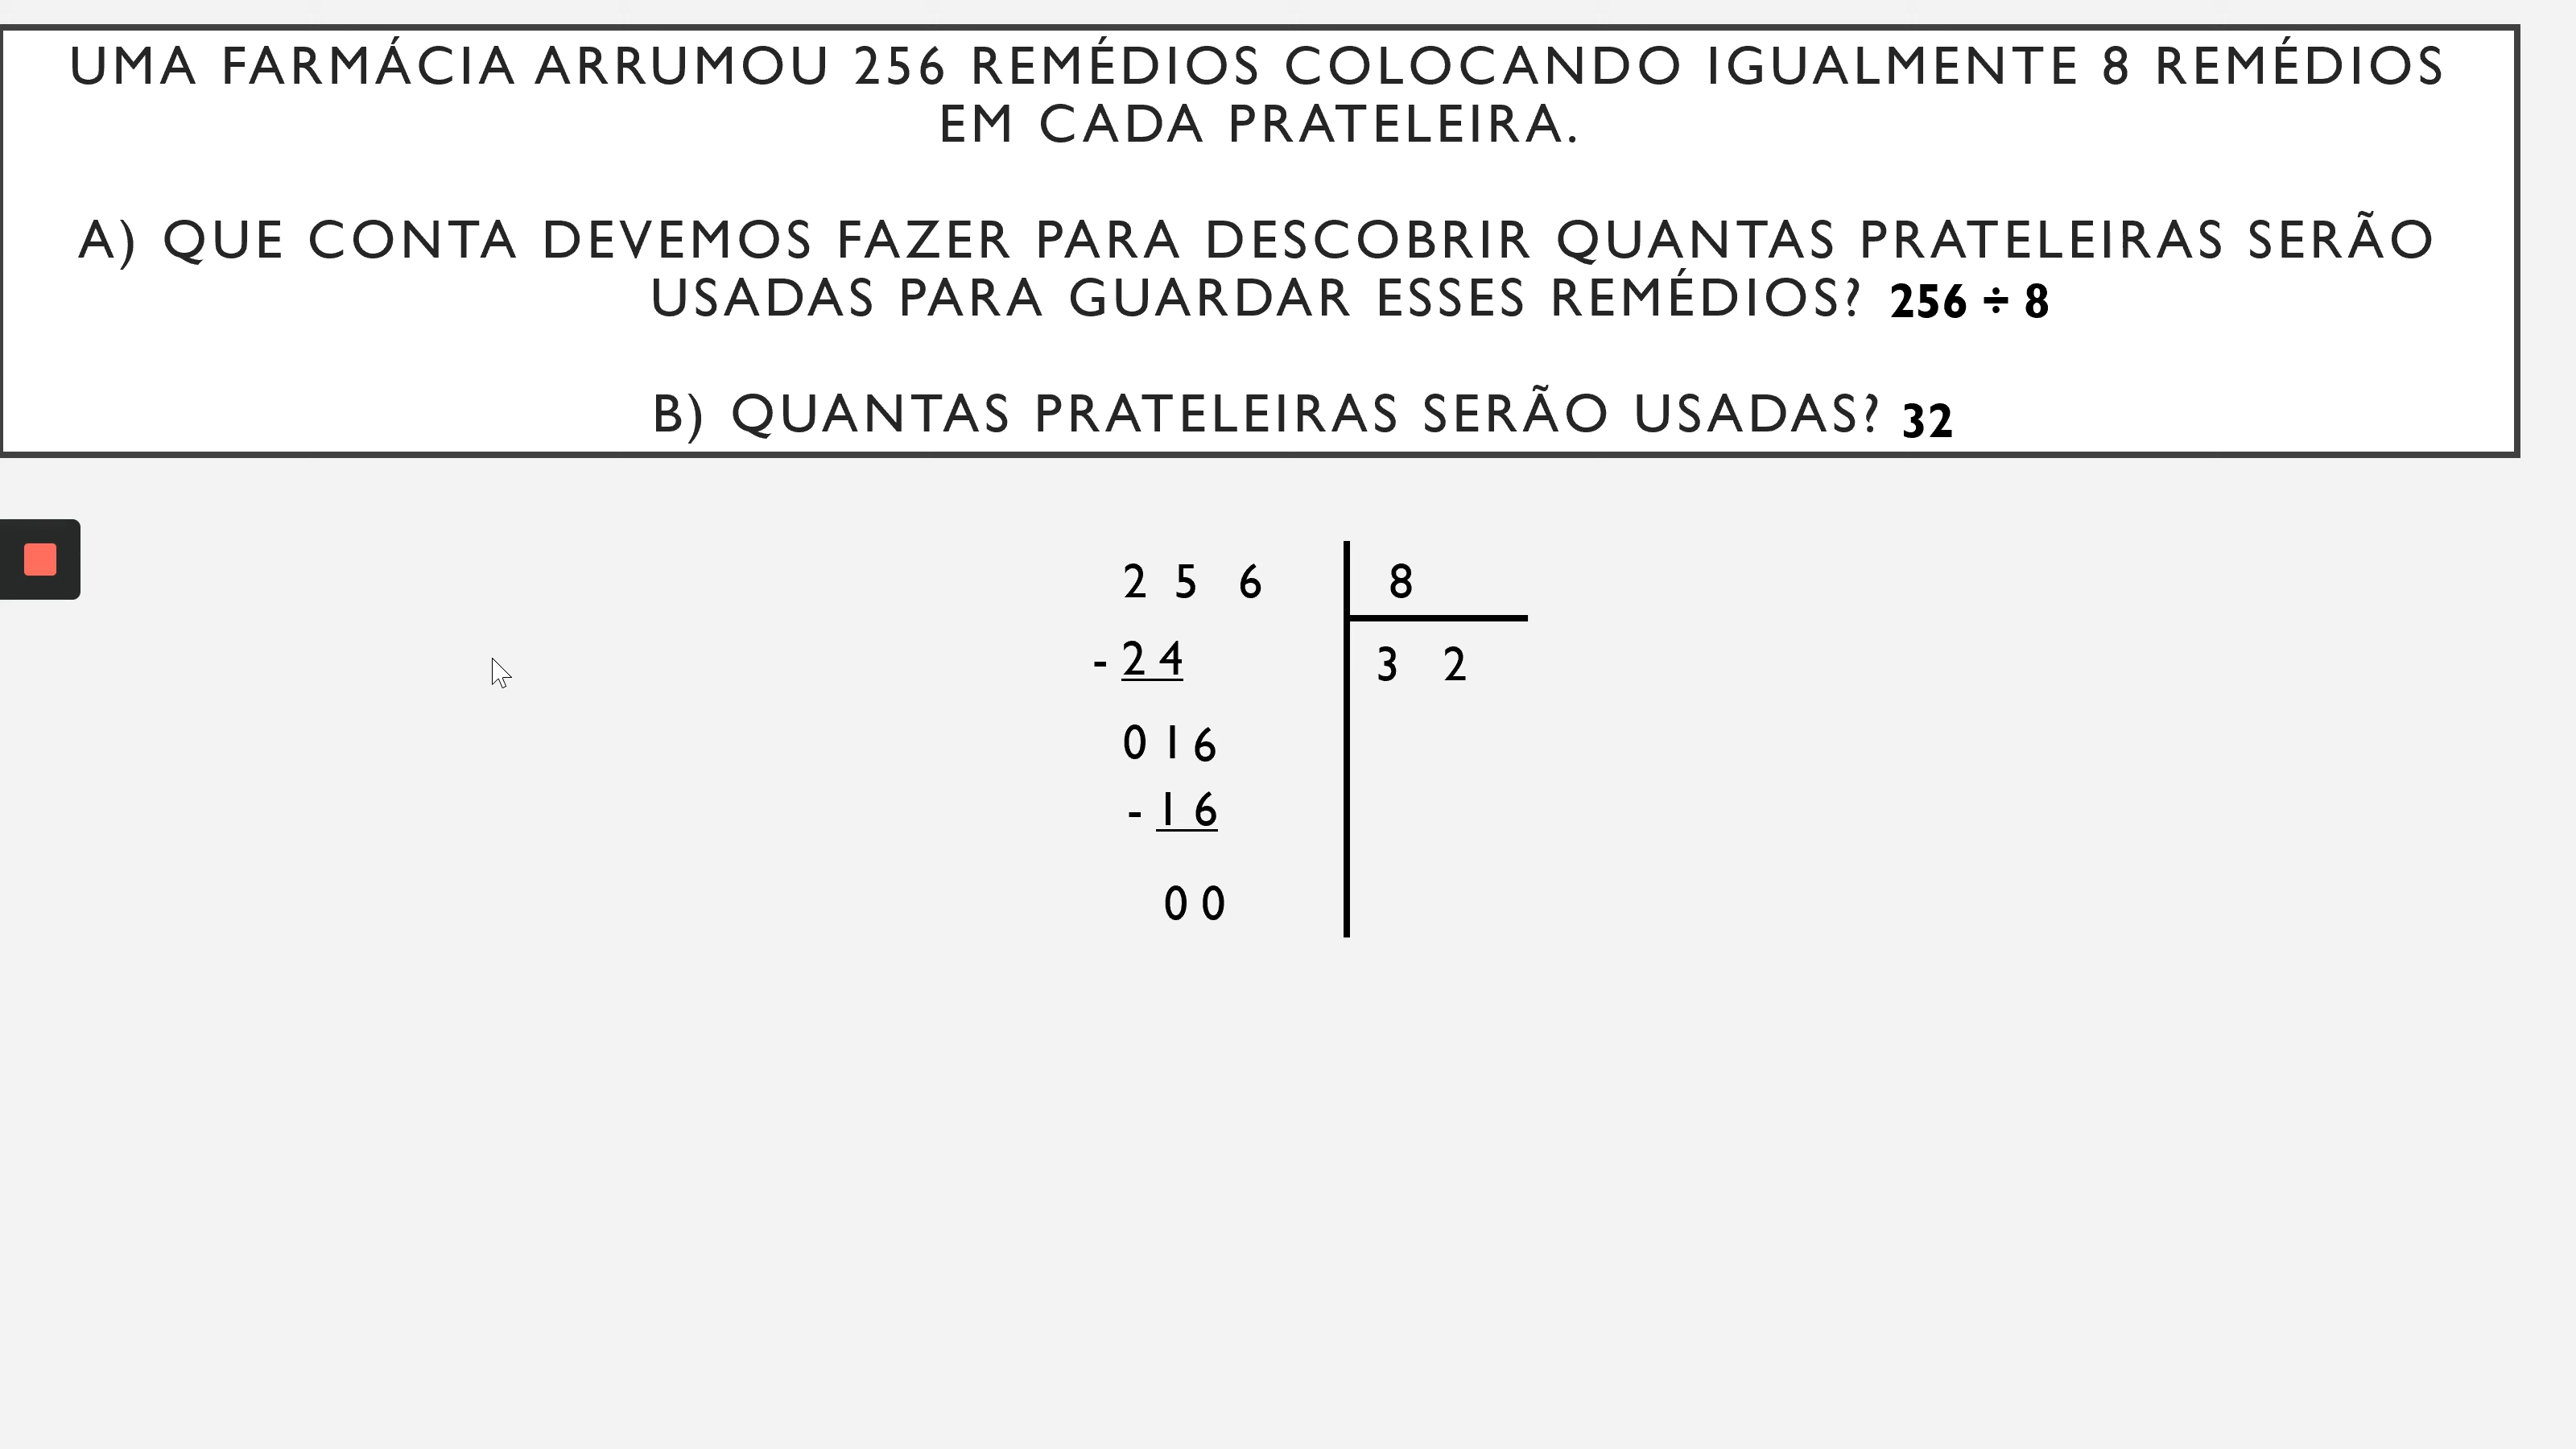 UMA FARMÁCIA ARRUMOU 256 REMÉDIOS COLOCANDO IGUALMENTE 8 REMÉDIOS
EM CADA PRATELEIRA.
A) QUE CONTA DEVEMOS FAZER PARA DESCOBRIR QUANTAS PRATELEIRAS SERÃO
USADAS PARA GUARDAR ESSES REMÉDIOS? 256 ÷ 8
B) QUANTAS PRATELEIRAS SERÃO USADAS? 32
2 5 6 8
- 2 4 3 2
0 1 6
- 1 6
0 0